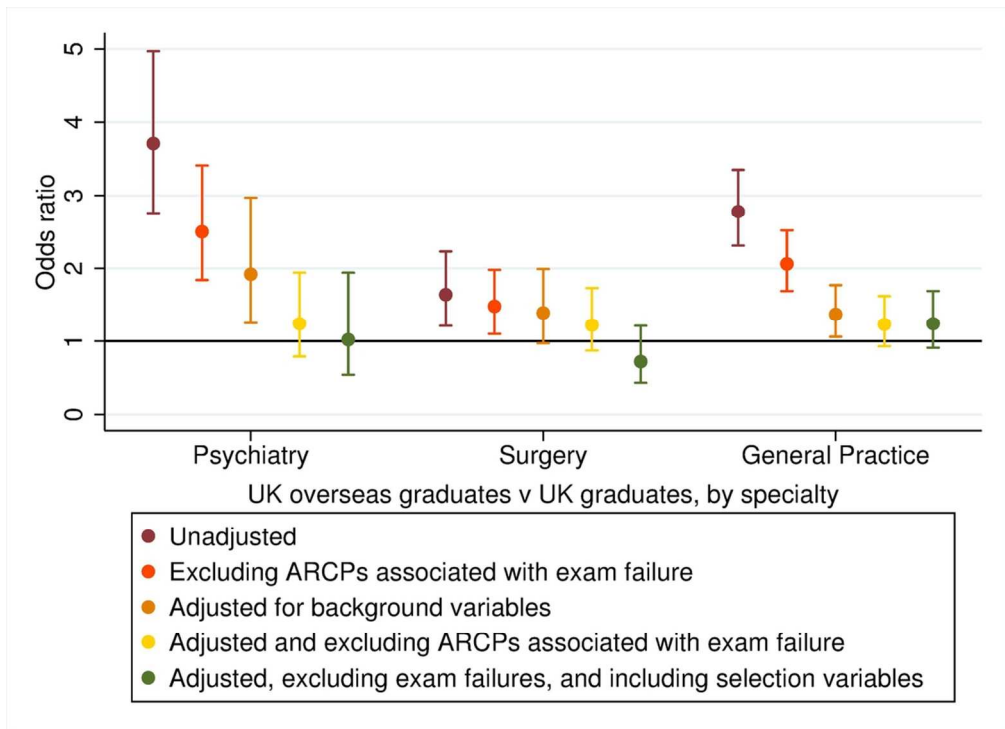 5
4
3
2
1
0
Odds ratio
Psychiatry Surgery General Practice
UK overseas graduates v UK graduates, by specialty
Unadjusted
Excluding ARCPs associated with exam failure
Adjusted for background variables
Adjusted and excluding ARCPs associated with exam failure
Adjusted, excluding exam failures, and including selection variables